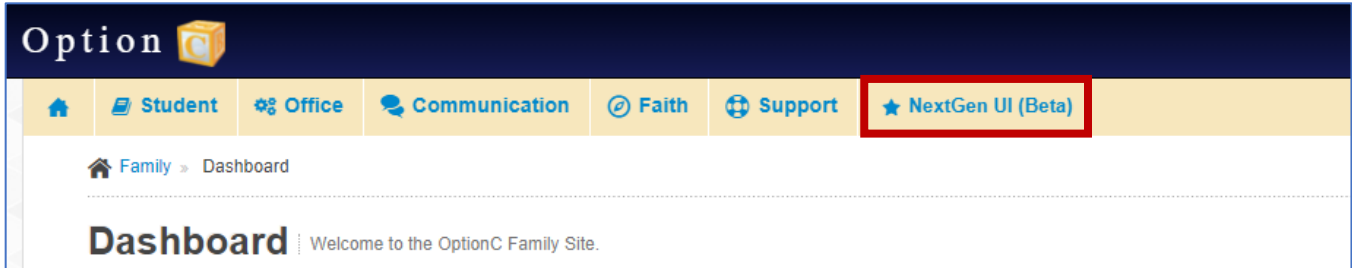 Option C
Student Office Communication Faith Support NextGen UI (Beta)
Family » Dashboard
Dashboard Welcome to the OptionC Family Site.